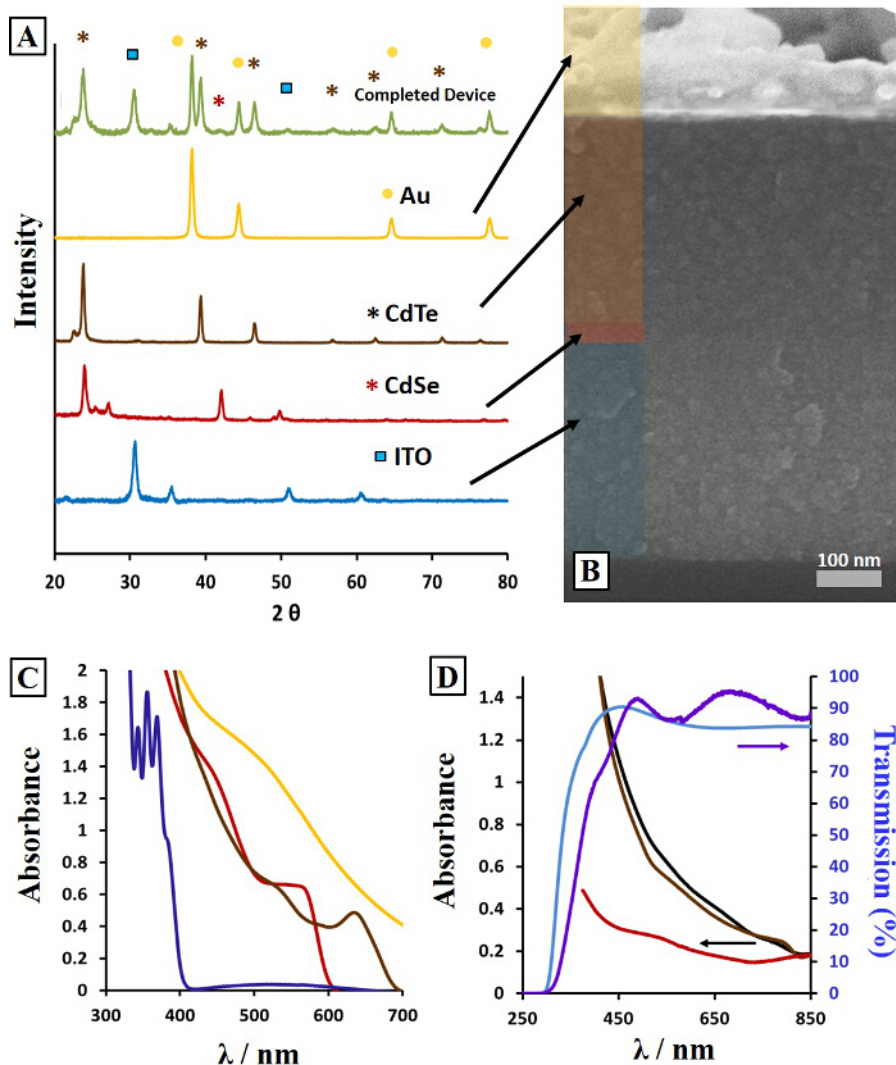 A
Completed Device
Au
* CdTe
* CdSe
ITO
Intensity
20 30 40 50 60 70 80
2 θ
B
100 nm
C
2
1.8
1.6
1.4
1.2
1
0.8
0.6
0.4
0.2
0
Absorbance
300 400 500 600 700
λ / nm
D
1.4
1.2
1
0.8
0.6
0.4
0.2
0
Absorbance
100
90
80
70
60
50
40
30
20
10
0
Transmission (%)
250 450 650 850
λ / nm